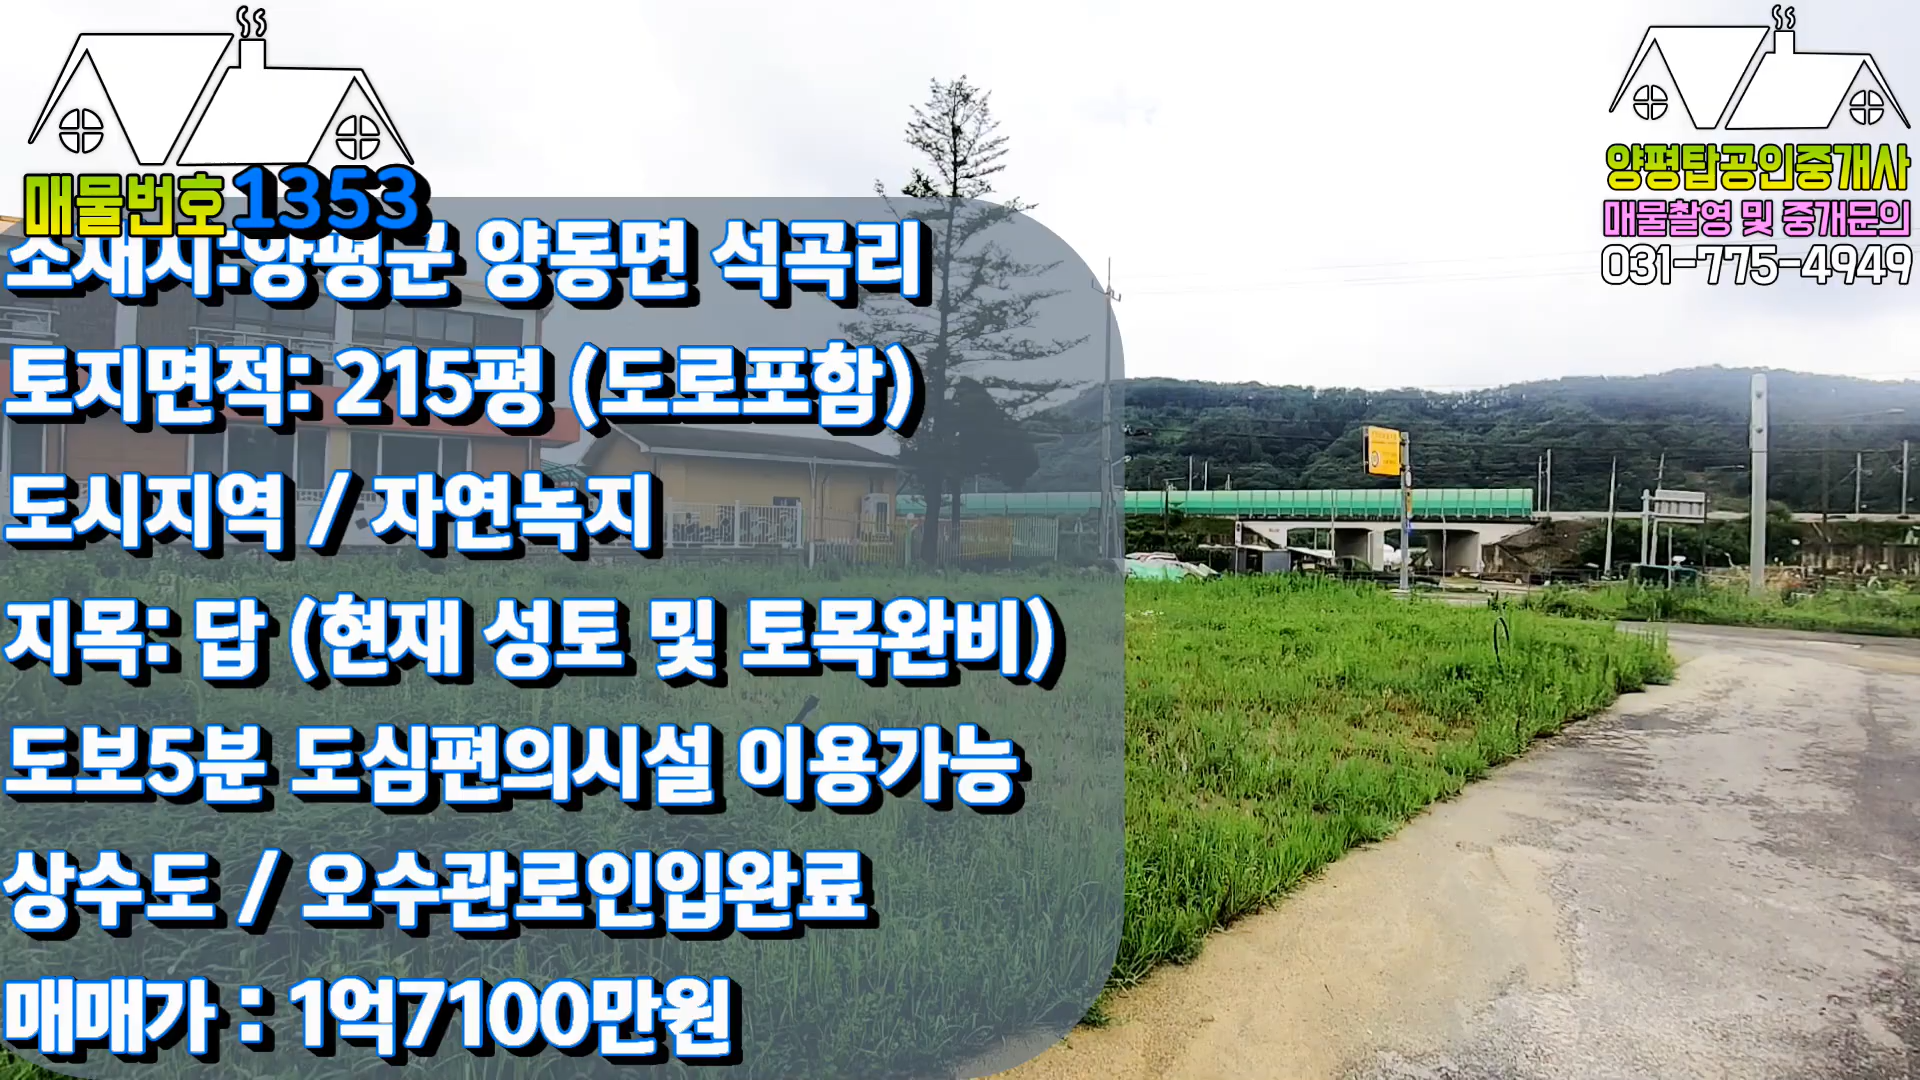 매물번호 1353
소재지:양평군 양동면 석곡리
토지면적: 215평 (도로포함)
도시지역 / 자연녹지
지목: 답 (현재 성토 및 토목완비)
도보5분 도심편의시설 이용가능
상수도 / 오수관로인입완료
매매가 : 1억7100만원
양평탑공인중개사
매물촬영 및 중개문의
031-775-4949